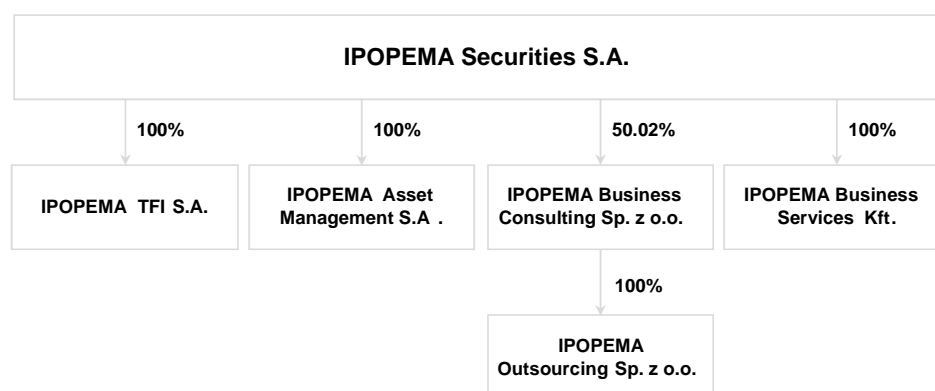 IPOPEMA Securities S.A.
100%
100%
50.02%
100%
IPOPEMA TFI S.A.
IPOPEMA Asset
Management S.A .
IPOPEMA Business
Consulting Sp. z o.o.
IPOPEMA Business
Services Kft.
100%
IPOPEMA
Outsourcing Sp. z o.o.